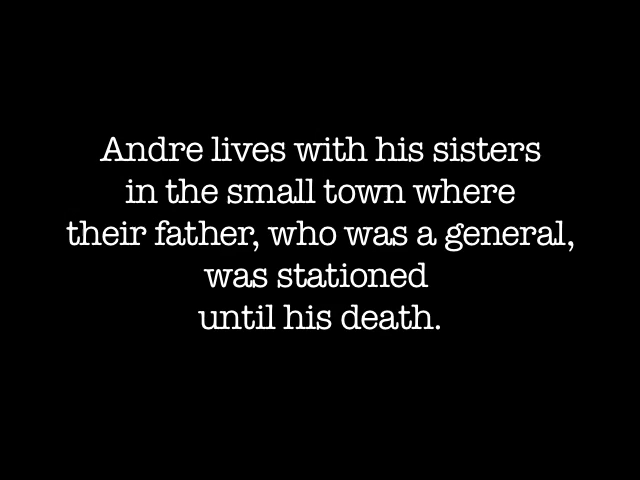 Andre lives with his sisters
in the small town where
their father, who was a general,
was stationed
until his death.